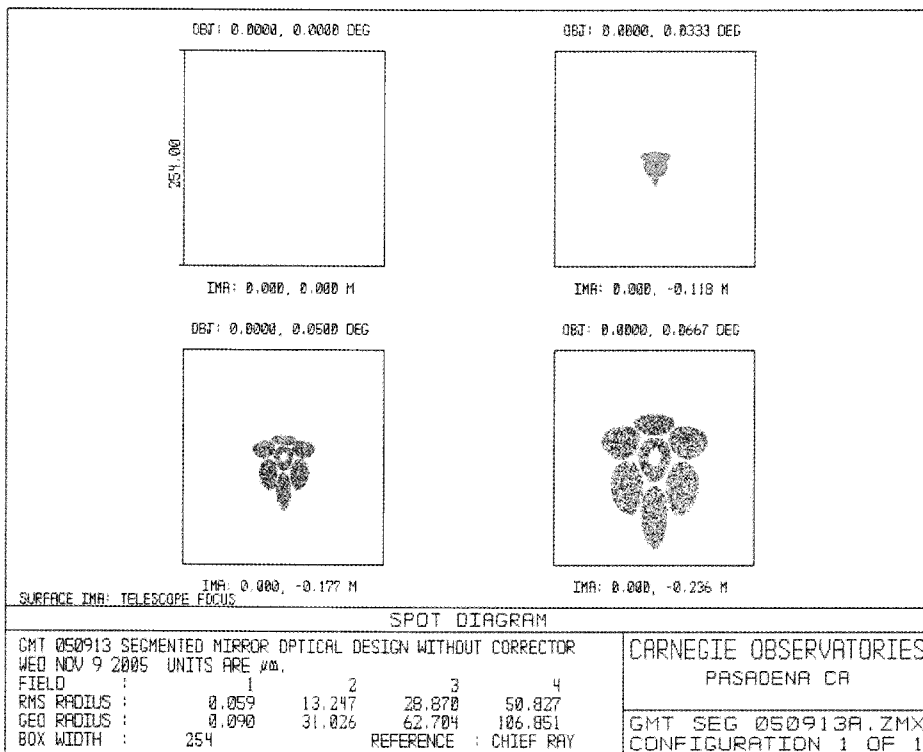 OBJ: 0.0000, 0.0000 DEG
OBJ: 0.0000, 0.0333 DEG
254.00
IMA: 0.000, 0.000 M
IMA: 0.000, -0.118 M
OBJ: 0.0000, 0.0500 DEG
OBJ: 0.0000, 0.0667 DEG
IMA: 0.000, -0.177 M
IMA: 0.000, -0.236 M
SURFACE IMA: TELESCOPE FOCUS
SPOT DIAGRAM
GMT 050913 SEGMENTED MIRROR OPTICAL DESIGN WITHOUT CORRECTOR
WED NOV 9 2005 UNITS ARE µm.
FIELD : 1 2 3 4
RMS RADIUS : 0.059 13.247 28.870 50.827
GEO RADIUS : 0.090 31.026 62.704 106.851
BOX WIDTH : 254 REFERENCE : CHIEF RAY
CARNEGIE OBSERVATORIES
PASADENA CA
GMT SEG 050913A.ZMX
CONFIGURATION 1 OF